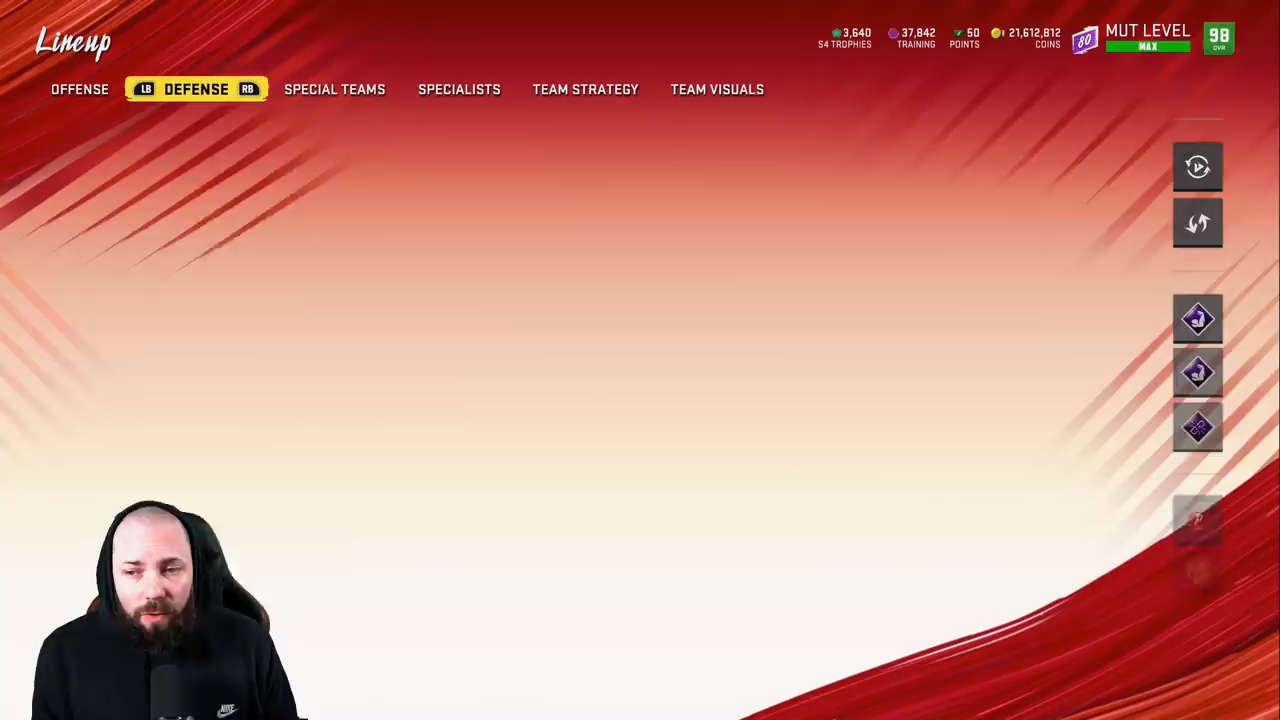 Lineup
3,640
S4 TROPHIES
37,842
TRAINING
50
POINTS
21,612,812
COINS
80
MUT LEVEL
MAX
98
OVR
OFFENSE
LB DEFENSE RB
SPECIAL TEAMS
SPECIALISTS
TEAM STRATEGY
TEAM VISUALS
NIKE